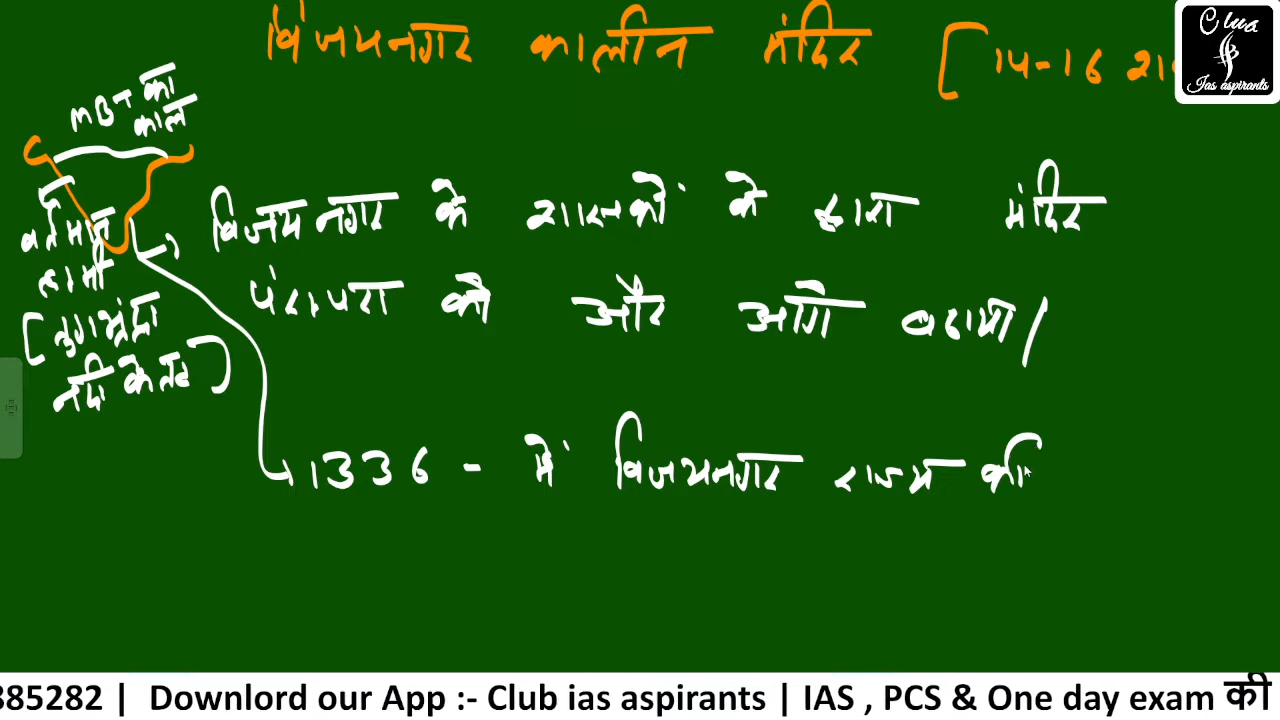 विजयनगर कालीन मंदिर [14-16
Club
Ias aspirants
MBT का
काल
वर्तमान
हम्पी
[तुंगभद्रा
नदी के तट]
विजयनगर के शासकों के द्वारा मंदिर
परंपरा को और आगे बढ़ाया|
1336 - में विजयनगर राज्य की
385282 | Downlord our App :- Club ias aspirants | IAS , PCS & One day exam की